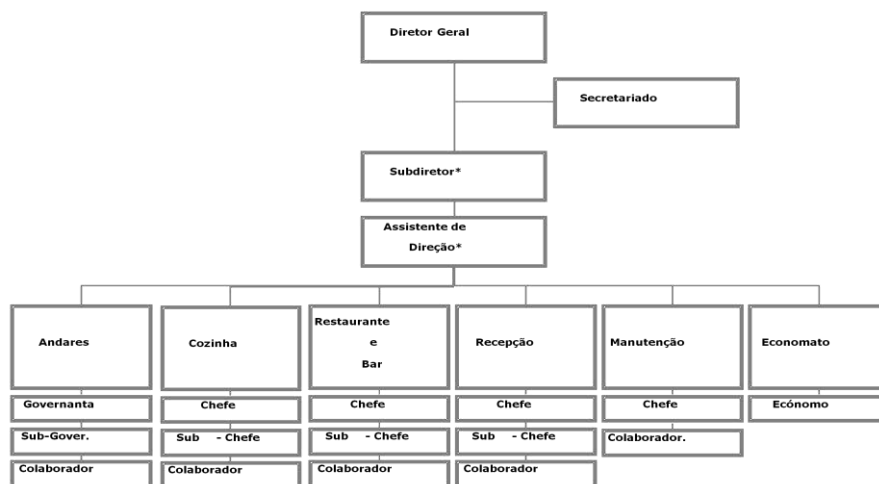 Diretor Geral
Secretariado
Subdiretor*
Assistente de
Direção*
Andares
Cozinha
Restaurante
e
Bar
Recepção
Manutenção
Economato
Governanta
Chefe
Chefe
Chefe
Chefe
Ecónomo
Sub-Gover.
Sub - Chefe
Sub - Chefe
Sub - Chefe
Colaborador.
Colaborador
Colaborador
Colaborador
Colaborador